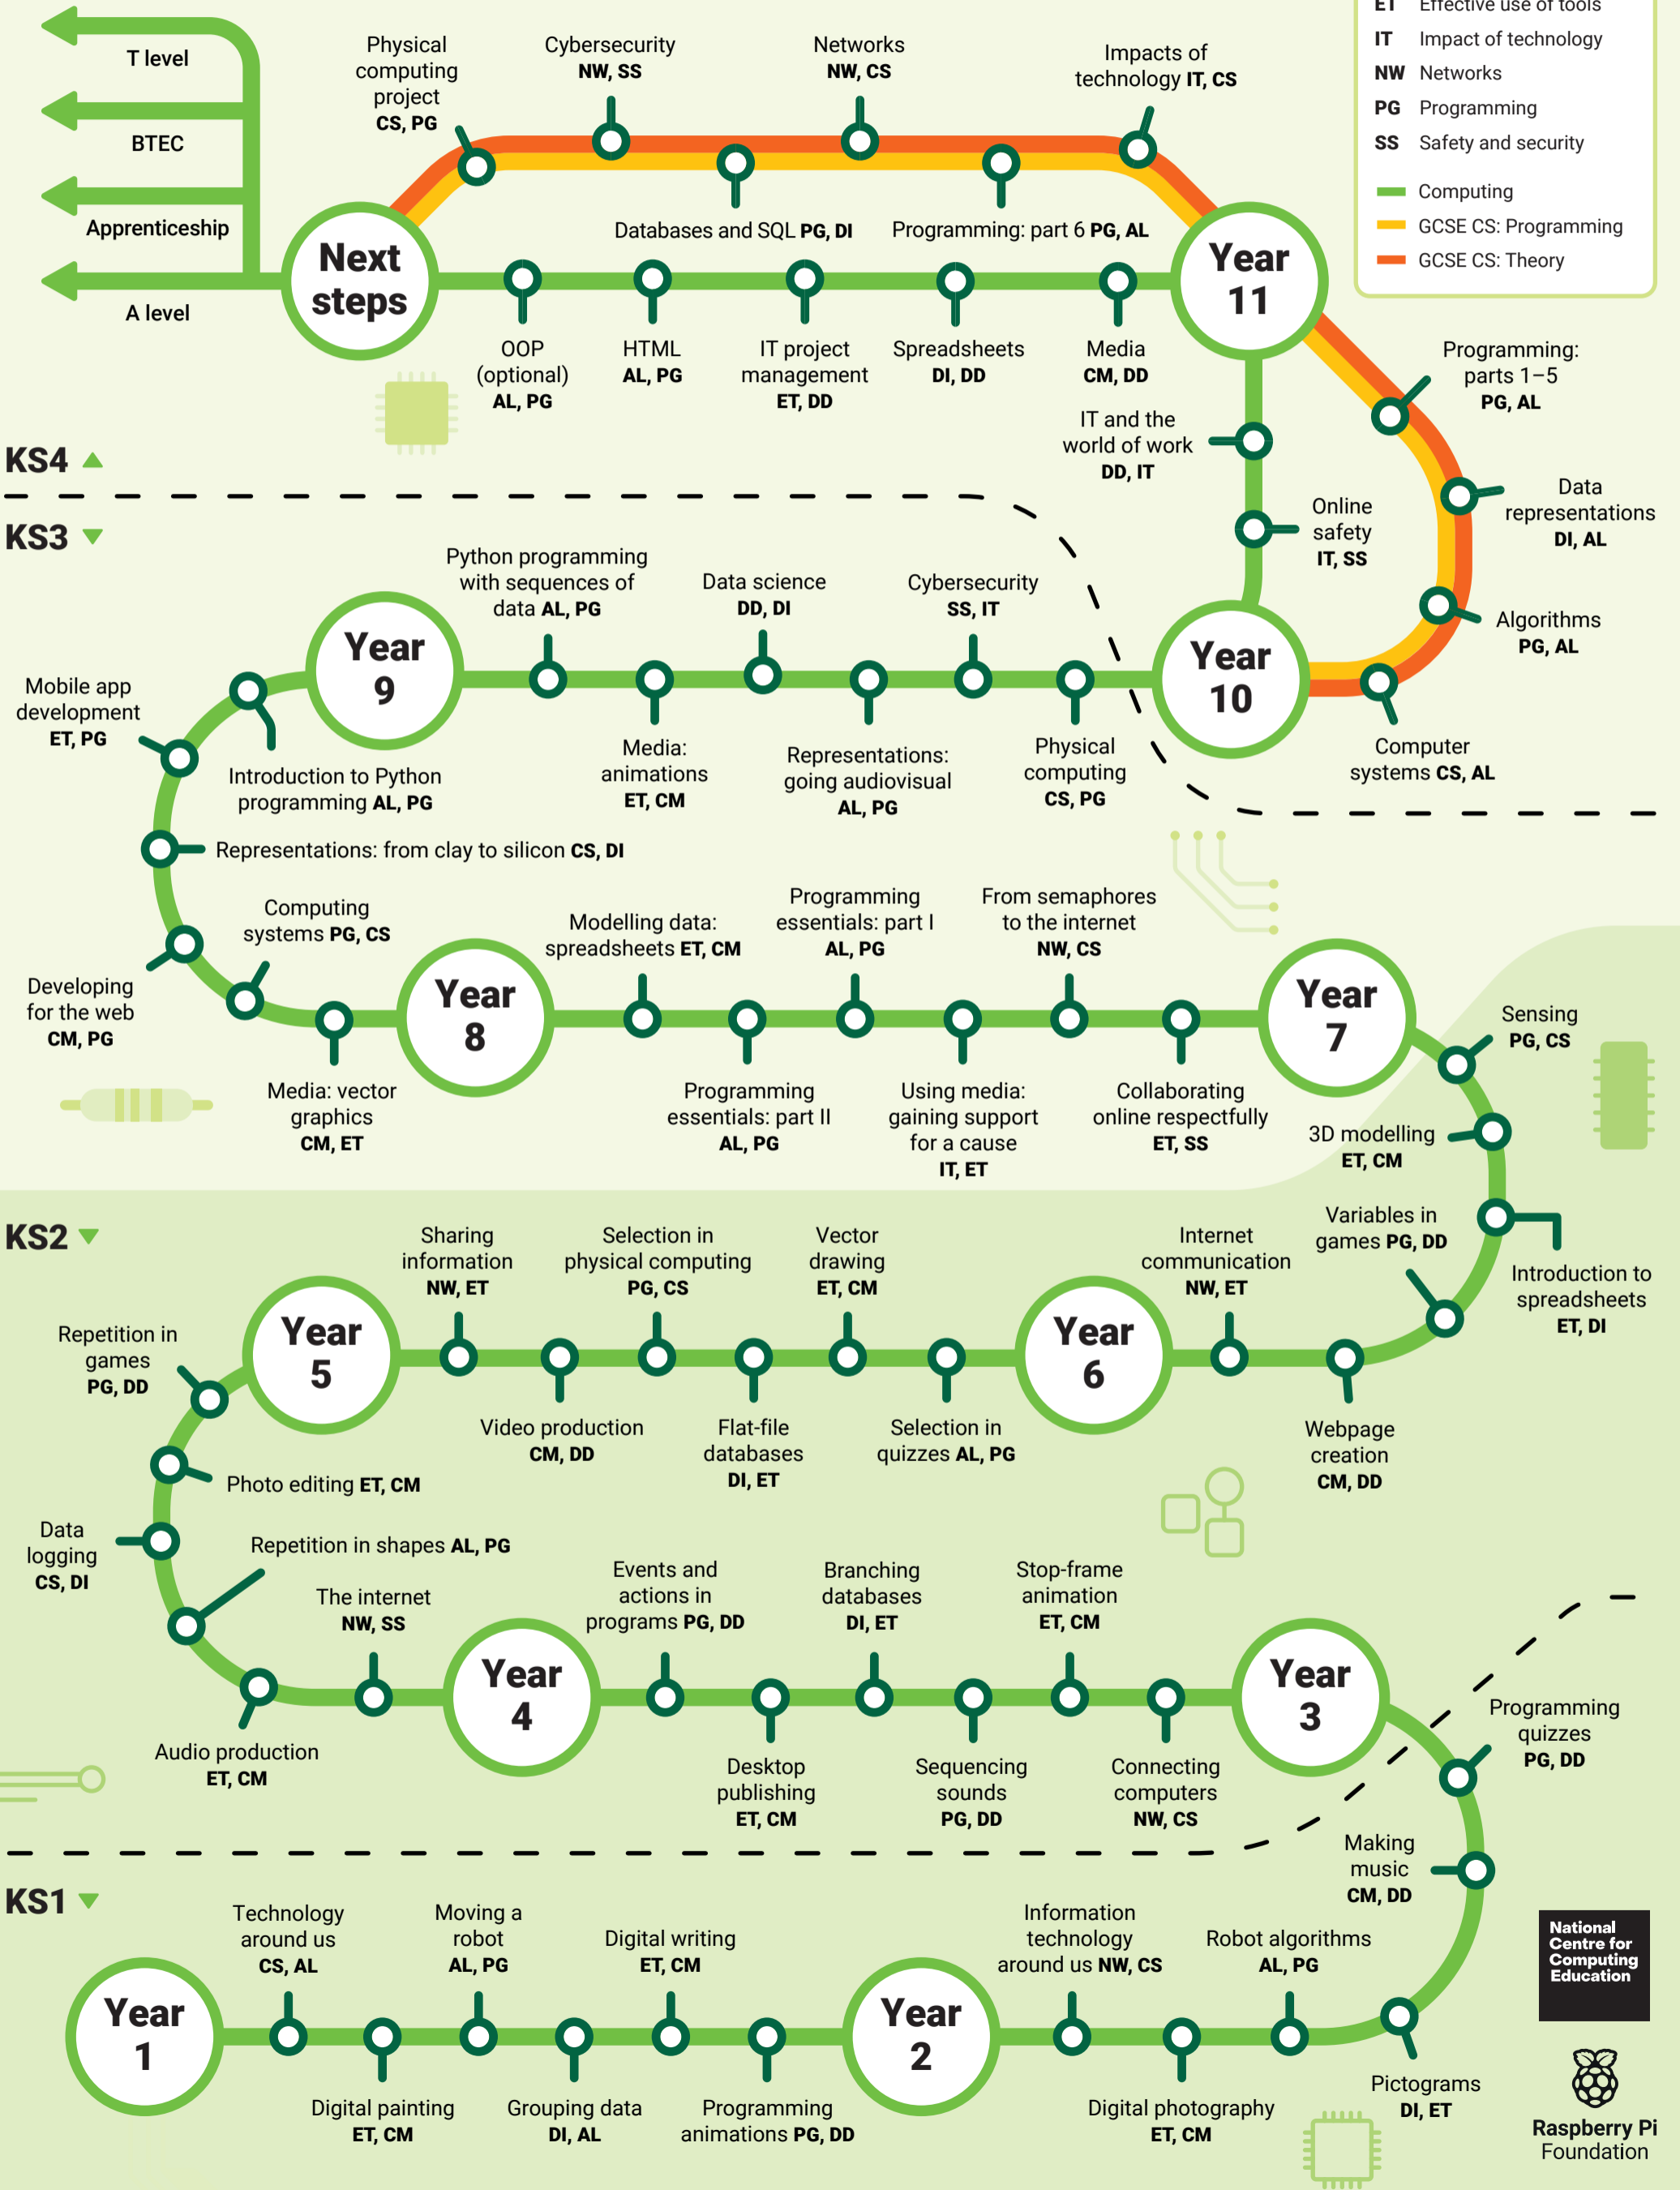 T level
BTEC
Apprenticeship
A level
Physical
computing
project
CS, PG
Cybersecurity
NW, SS
Networks
NW, CS
Impacts of
technology IT, CS
ET Effective use of tools
IT Impact of technology
NW Networks
PG Programming
SS Safety and security
Computing
GCSE CS: Programming
GCSE CS: Theory
Databases and SQL PG, DI
Programming: part 6 PG, AL
Next
steps
Year
11
OOP
(optional)
AL, PG
HTML
AL, PG
IT project
management
ET, DD
Spreadsheets
DI, DD
Media
CM, DD
Programming:
parts 1–5
PG, AL
IT and the
world of work
DD, IT
Online
safety
IT, SS
Data
representations
DI, AL
Algorithms
PG, AL
Computer
systems CS, AL
KS4
KS3
Year
10
Python programming
with sequences of
data AL, PG
Data science
DD, DI
Cybersecurity
SS, IT
Year
9
Media:
animations
ET, CM
Representations:
going audiovisual
AL, PG
Physical
computing
CS, PG
Mobile app
development
ET, PG
Introduction to Python
programming AL, PG
Representations: from clay to silicon CS, DI
Computing
systems PG, CS
Developing
for the web
CM, PG
Media: vector
graphics
CM, ET
Year
8
Modelling data:
spreadsheets ET, CM
Programming
essentials: part I
AL, PG
From semaphores
to the internet
NW, CS
Programming
essentials: part II
AL, PG
Using media:
gaining support
for a cause
IT, ET
Collaborating
online respectfully
ET, SS
Year
7
Sensing
PG, CS
3D modelling
ET, CM
Variables in
games PG, DD
Introduction to
spreadsheets
ET, DI
KS2
Sharing
information
NW, ET
Selection in
physical computing
PG, CS
Vector
drawing
ET, CM
Internet
communication
NW, ET
Year
5
Year
6
Video production
CM, DD
Flat-file
databases
DI, ET
Selection in
quizzes AL, PG
Webpage
creation
CM, DD
Repetition in
games
PG, DD
Photo editing ET, CM
Data
logging
CS, DI
Repetition in shapes AL, PG
The internet
NW, SS
Audio production
ET, CM
Year
4
Events and
actions in
programs PG, DD
Branching
databases
DI, ET
Stop-frame
animation
ET, CM
Desktop
publishing
ET, CM
Sequencing
sounds
PG, DD
Connecting
computers
NW, CS
Year
3
Programming
quizzes
PG, DD
Making
music
CM, DD
KS1
Technology
around us
CS, AL
Moving a
robot
AL, PG
Digital writing
ET, CM
Information
technology
around us NW, CS
Robot algorithms
AL, PG
Year
1
Year
2
Digital painting
ET, CM
Grouping data
DI, AL
Programming
animations PG, DD
Digital photography
ET, CM
Pictograms
DI, ET
National
Centre for
Computing
Education
Raspberry Pi
Foundation